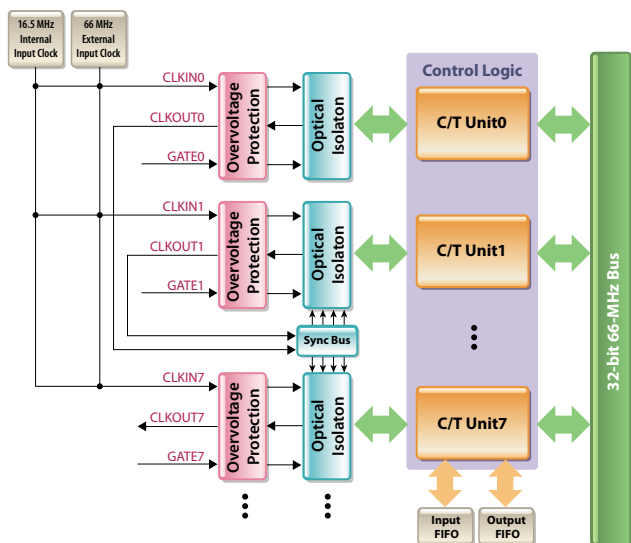 16.5 MHz
Internal
Input Clock
66 MHz
External
Input Clock
CLKIN0
CLKOUT0
GATE0
Overvoltage
Protection
Optical
Isolaton
Control Logic
C/T Unit0
CLKIN1
CLKOUT1
GATE1
Overvoltage
Protection
Optical
Isolaton
C/T Unit1
Sync Bus
CLKIN7
CLKOUT7
GATE7
Overvoltage
Protection
Optical
Isolaton
C/T Unit7
Input
FIFO
Output
FIFO
32-bit 66-MHz Bus